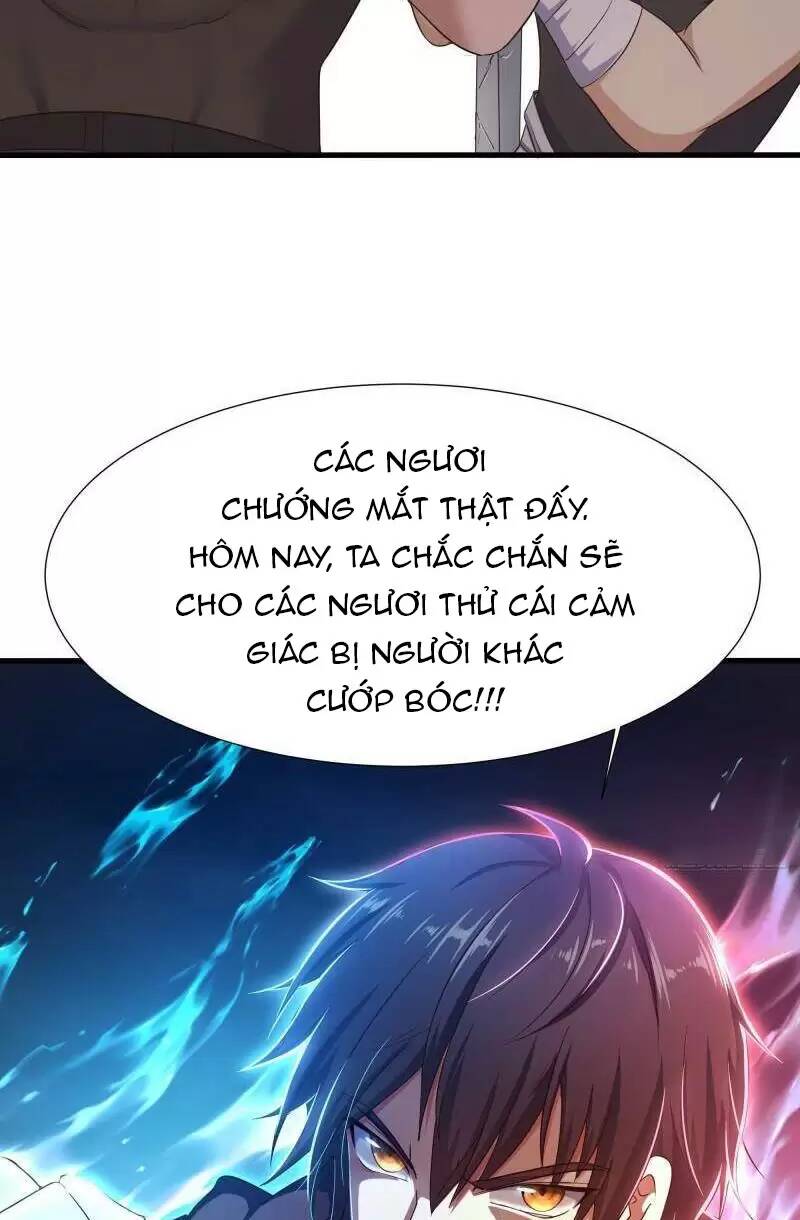 CÁC NGƯƠI
CHƯỚNG MẮT THẬT ĐẤY.
HÔM NAY, TA CHẮC CHẮN SẼ
CHO CÁC NGƯƠI THỬ CÁI CẢM
GIÁC BỊ NGƯỜI KHÁC
CƯỚP BÓC!!!